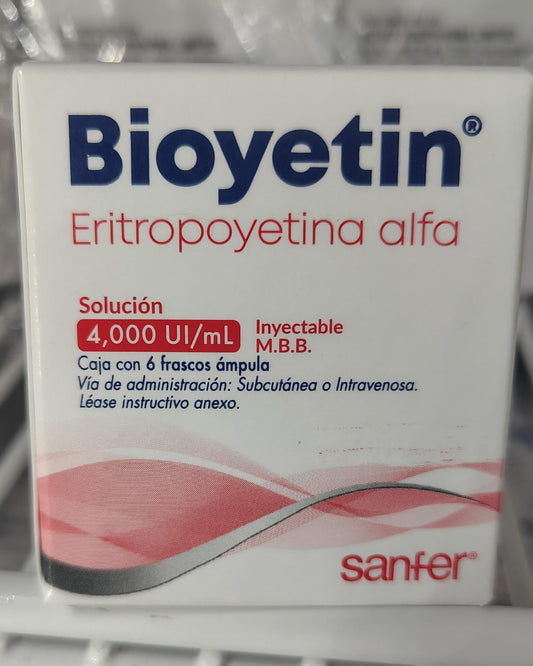 Bioyetin®
Eritropoyetina alfa
Solución
4,000 UI/mL Inyectable
M.B.B.
Caja con 6 frascos ámpula
Vía de administración: Subcutánea o Intravenosa.
Léase instructivo anexo.
sanfer®